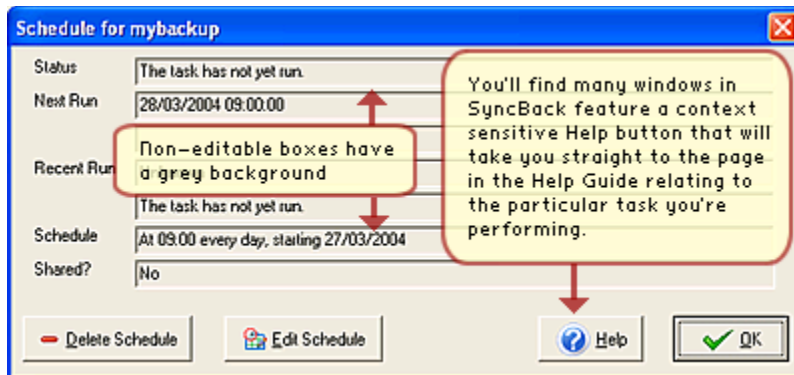 Schedule for mybackup
Status
The task has not yet run.
Next Run
28/03/2004 09:00:00
Non-editable boxes have
a grey background
Recent Run
The task has not yet run.
Schedule
At 09:00 every day, starting 27/03/2004
Shared?
No
You'll find many windows in
SyncBack feature a context
sensitive Help button that will
take you straight to the page
in the Help Guide relating to
the particular task you're
performing.
Delete Schedule
Edit Schedule
Help
OK